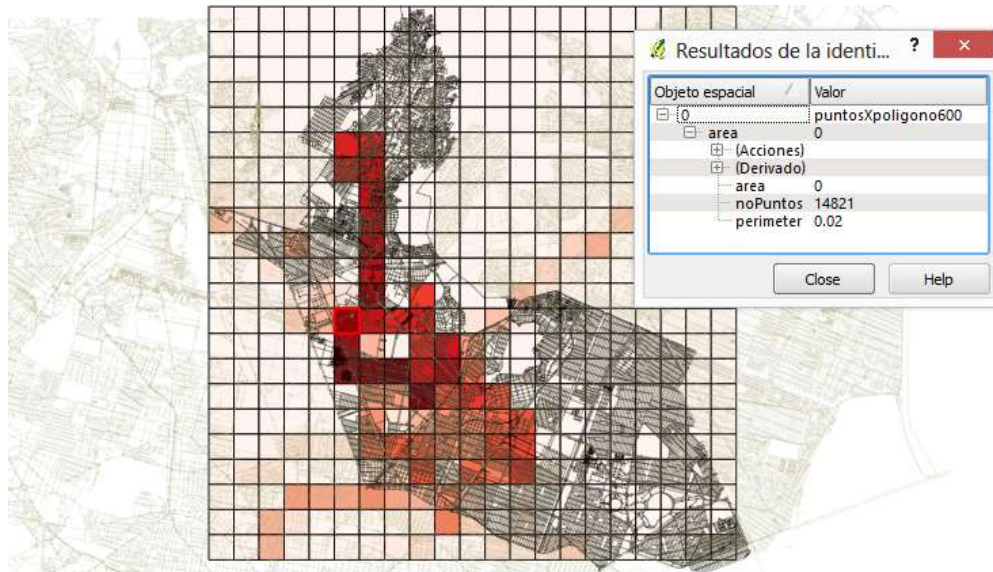 Resultados de la identi... ? ×
Objeto espacial Valor
0 puntosXpoligono600
area 0
(Acciones)
(Derivado)
area 0
noPuntos 14821
perimeter 0.02
Close Help